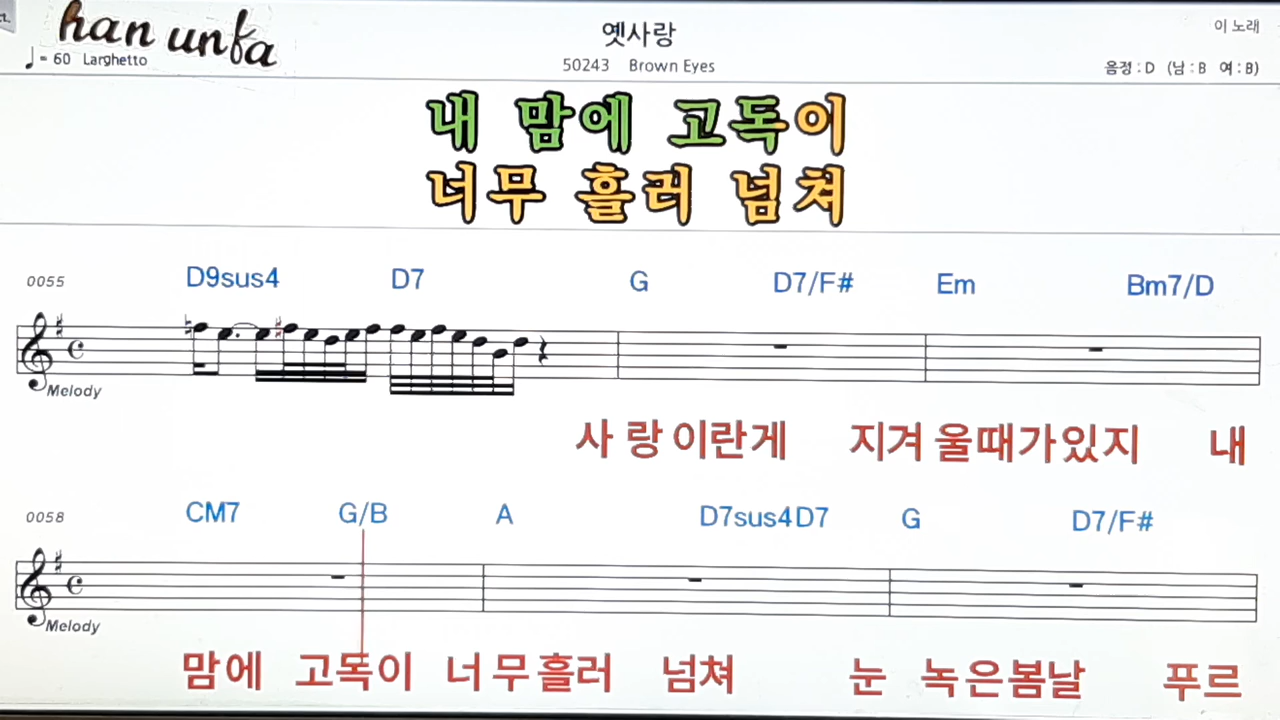 han unfa
옛사랑
이 노래
♩= 60 Larghetto
50243 Brown Eyes
음정 : D (남 : B 여 : B)
내 맘에 고독이
너무 흘러 넘쳐
0055 D9sus4 D7 G D7/F# Em Bm7/D
Melody
사 랑 이란게 지겨 울때가있지 내
0058 CM7 G/B A D7sus4 D7 G D7/F#
Melody
맘에 고독이 너무흘러 넘쳐 눈 녹은봄날 푸르